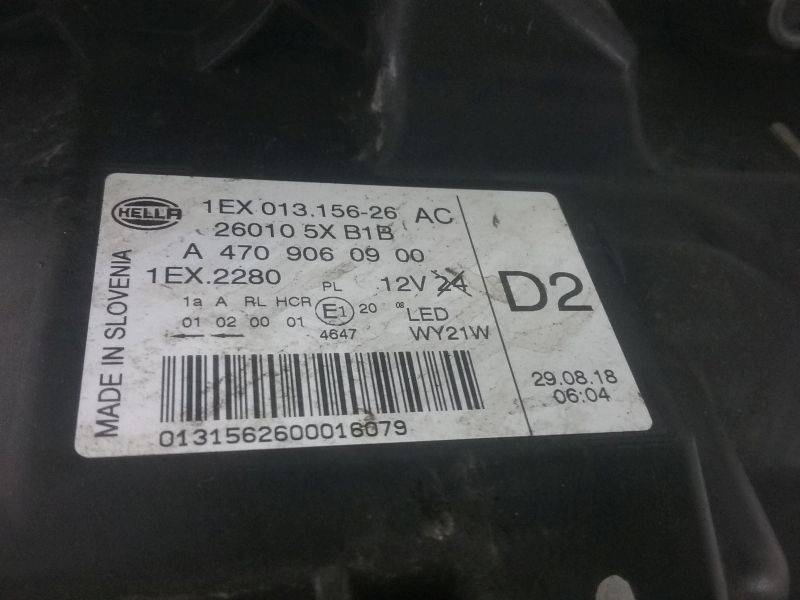 HELLA
1EX 013.156-26 AC
26010 5X B1B
A 470 906 09 00
1EX.2280 PL 12V 24
1a A RL HCR E1 20 08 LED
01 02 00 01 4647 WY21W
D2
29.08.18
06:04
MADE IN SLOVENIA
0131562600016079